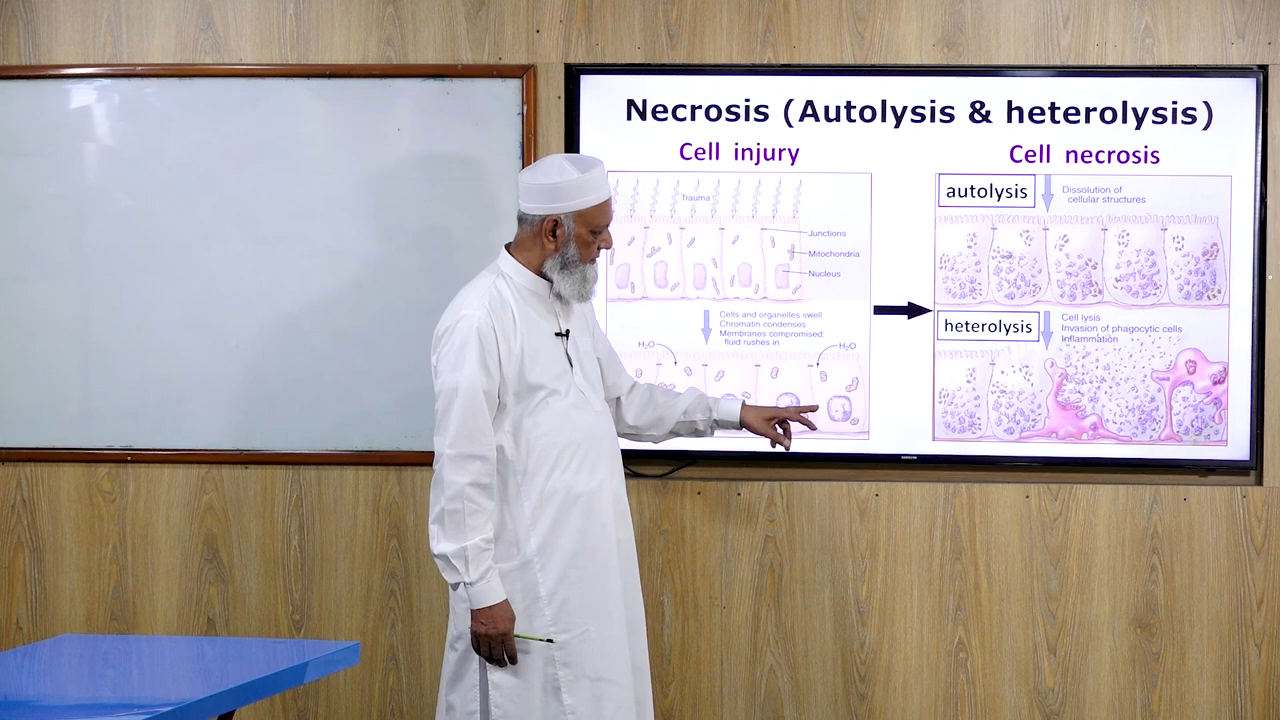 Necrosis (Autolysis & heterolysis)
Cell injury
Trauma
Junctions
Mitochondria
Nucleus
Cells and organelles swell
Chromatin condenses
Membranes compromised:
fluid rushes in
H₂O
H₂O
Cell necrosis
autolysis
Dissolution of
cellular structures
heterolysis
Cell lysis
Invasion of phagocytic cells
Inflammation
SAMSUNG